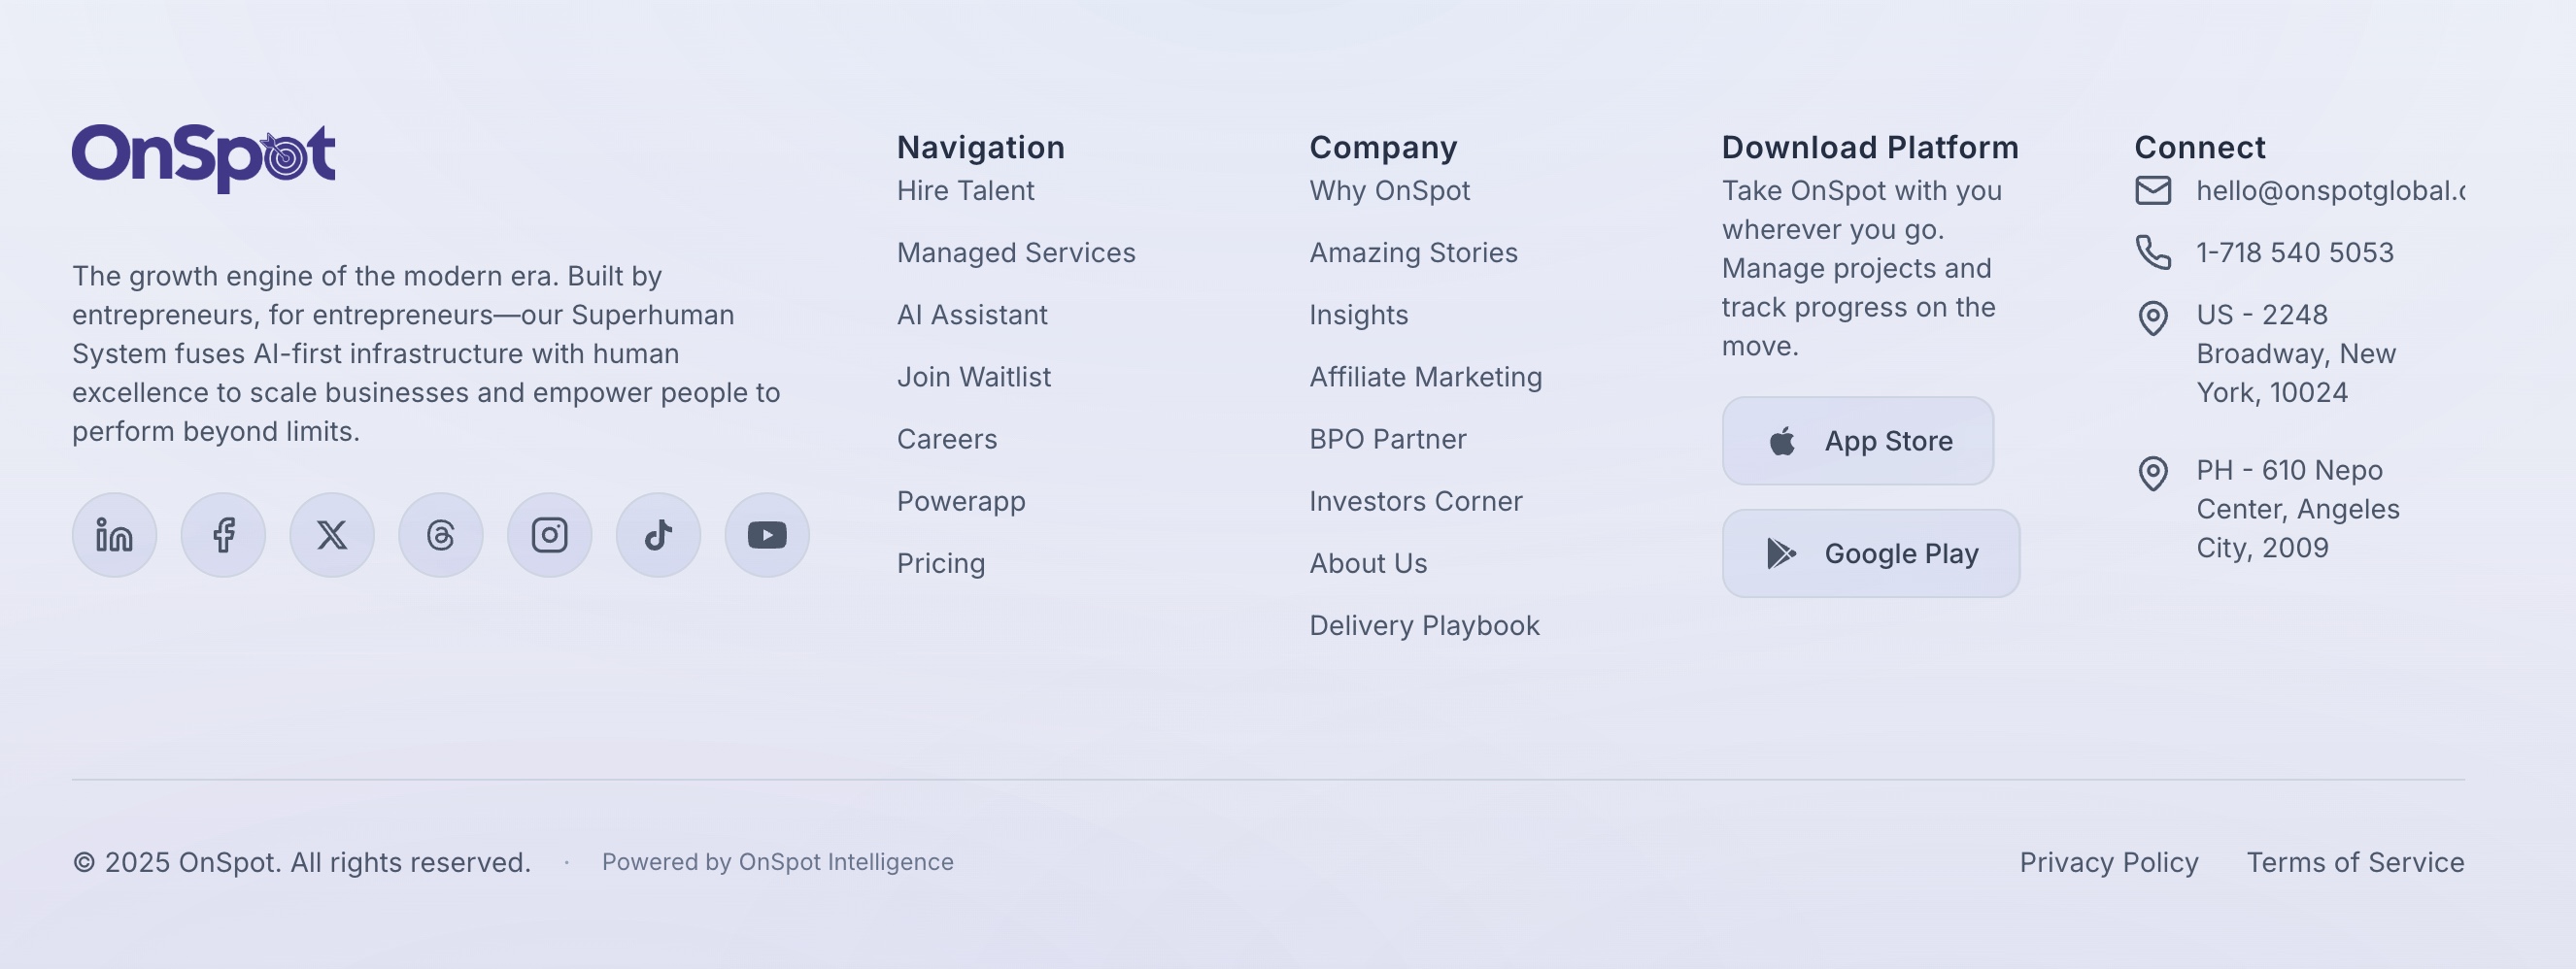 OnSpot
The growth engine of the modern era. Built by
entrepreneurs, for entrepreneurs—our Superhuman
System fuses AI-first infrastructure with human
excellence to scale businesses and empower people to
perform beyond limits.
Navigation
Hire Talent
Managed Services
AI Assistant
Join Waitlist
Careers
Powerapp
Pricing
Company
Why OnSpot
Amazing Stories
Insights
Affiliate Marketing
BPO Partner
Investors Corner
About Us
Delivery Playbook
Download Platform
Take OnSpot with you
wherever you go.
Manage projects and
track progress on the
move.
App Store
Google Play
Connect
hello@onspotglobal.c
1-718 540 5053
US - 2248
Broadway, New
York, 10024
PH - 610 Nepo
Center, Angeles
City, 2009
© 2025 OnSpot. All rights reserved. · Powered by OnSpot Intelligence
Privacy Policy Terms of Service